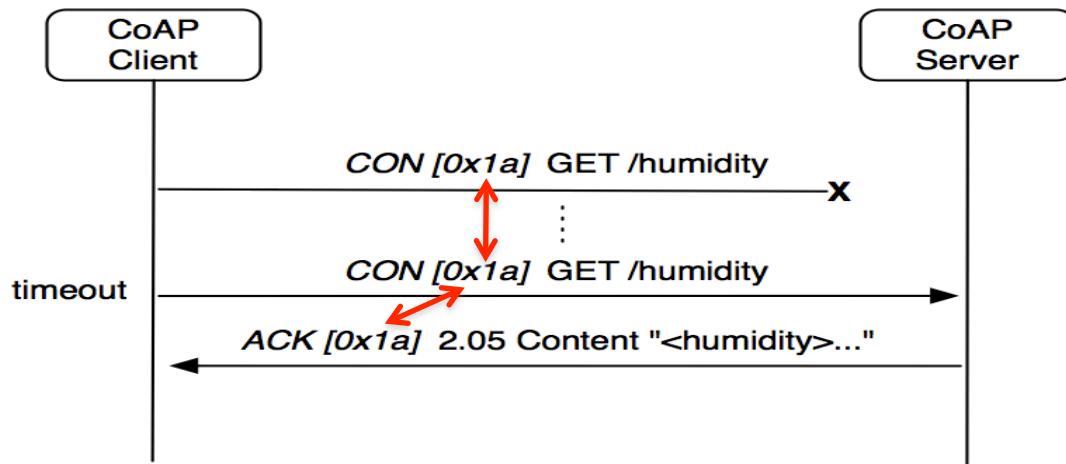 CoAP
Client
CoAP
Server
CON [0x1a] GET /humidity
x
CON [0x1a] GET /humidity
timeout
ACK [0x1a] 2.05 Content "<humidity>..."